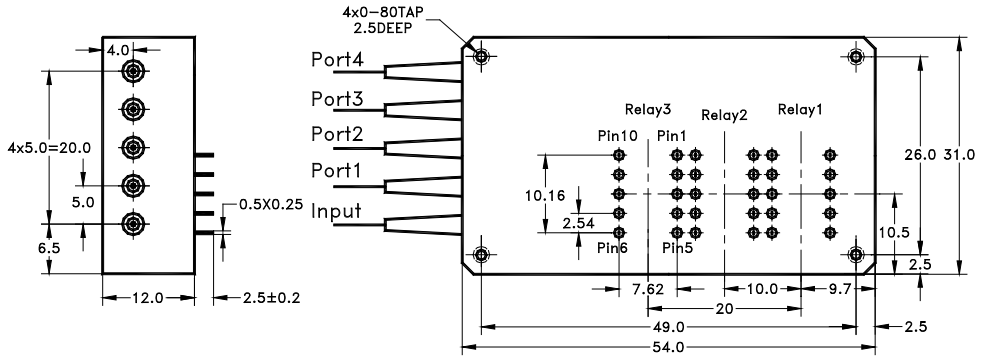 4x0-80TAP
2.5DEEP
4.0
4x5.0=20.0
5.0
6.5
12.0
2.5±0.2
0.5X0.25
Port4
Port3
Port2
Port1
Input
Relay3
Relay2
Relay1
Pin10
Pin1
10.16
2.54
Pin6
Pin5
26.0
31.0
10.5
2.5
7.62
10.0
9.7
20
49.0
2.5
54.0